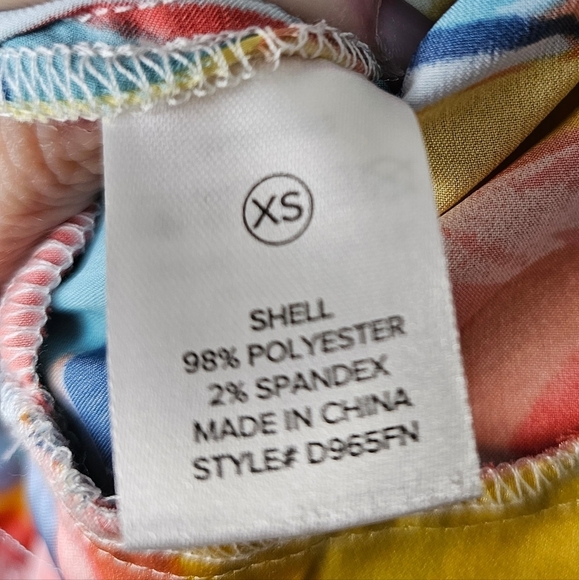 XS
SHELL
98% POLYESTER
2% SPANDEX
MADE IN CHINA
STYLE# D965FN